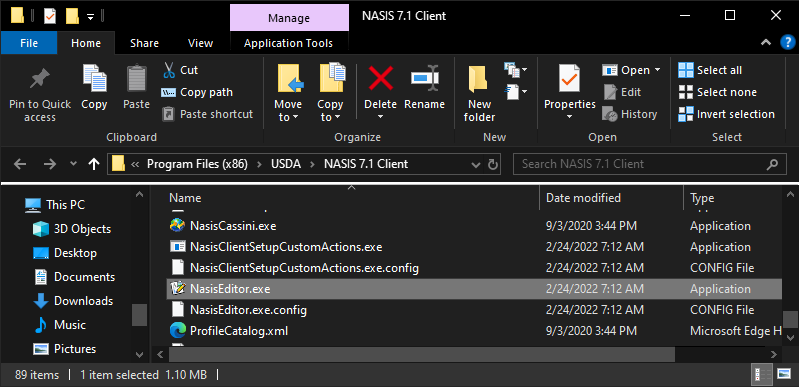 Manage
NASIS 7.1 Client
File
Home
Share
View
Application Tools
Pin to Quick access
Copy
Paste
Cut
Copy path
Paste shortcut
Clipboard
Move to
Copy to
Delete
Rename
Organize
New folder
New
Properties
Open
Edit
History
Open
Select all
Select none
Invert selection
Select
« Program Files (x86) > USDA > NASIS 7.1 Client
Search NASIS 7.1 Client
This PC
3D Objects
Desktop
Documents
Downloads
Music
Pictures
Name Date modified Type
NasisCassini.exe 9/3/2020 3:44 PM Application
NasisClientSetupCustomActions.exe 2/24/2022 7:12 AM Application
NasisClientSetupCustomActions.exe.config 2/24/2022 7:12 AM CONFIG File
NasisEditor.exe 2/24/2022 7:12 AM Application
NasisEditor.exe.config 2/24/2022 7:12 AM CONFIG File
ProfileCatalog.xml 9/3/2020 3:44 PM Microsoft Edge H
89 items
1 item selected 1.10 MB